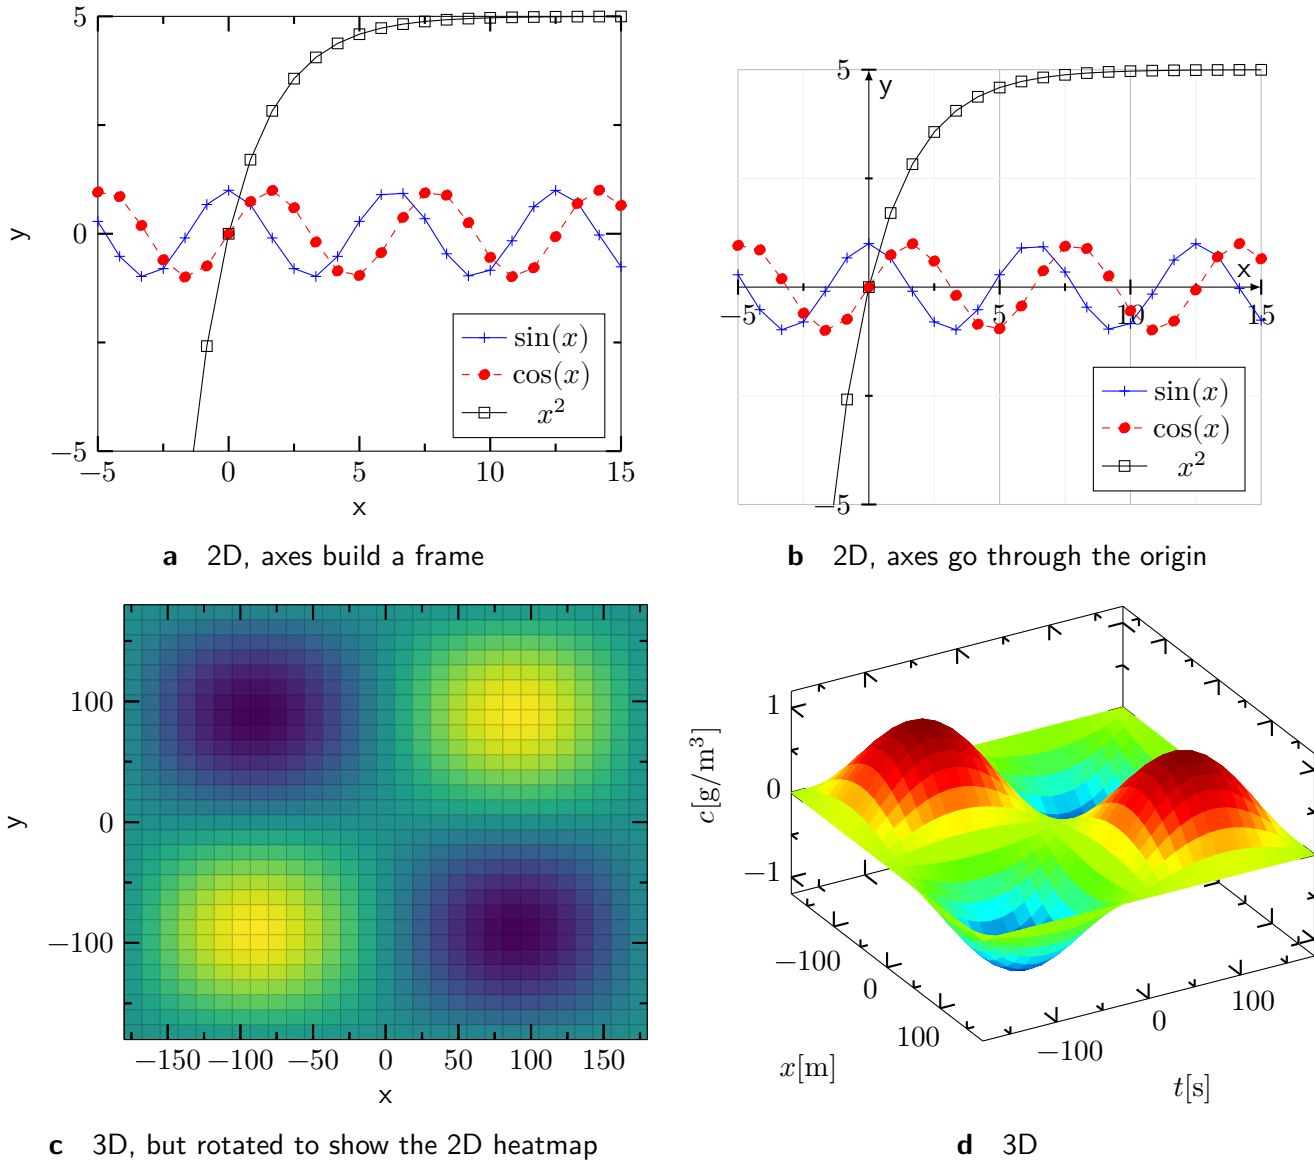 5
0
−5
y
−5 0 5 10 15
x
sin(x)
cos(x)
x²
a 2D, axes build a frame
5
y
x
−5 5 10 15
−5
sin(x)
cos(x)
x²
b 2D, axes go through the origin
100
0
−100
y
−150 −100 −50 0 50 100 150
x
c 3D, but rotated to show the 2D heatmap
1
0
−1
c[g/m³]
−100
0
100
x[m]
−100
0
100
t[s]
d 3D